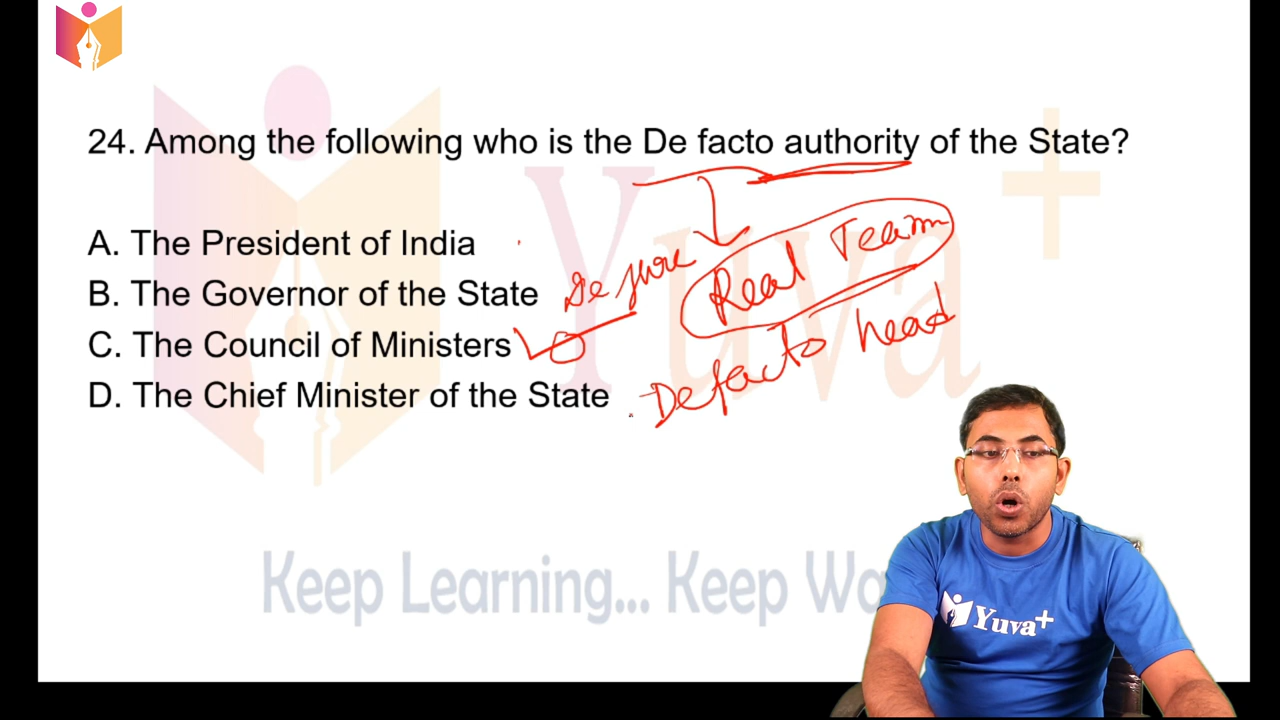 24. Among the following who is the De facto authority of the State?
A. The President of India
B. The Governor of the State De jure
C. The Council of Ministers
D. The Chief Minister of the State
Real Team
Defacto head
Yuva+
Keep Learning... Keep Wa
Yuva+